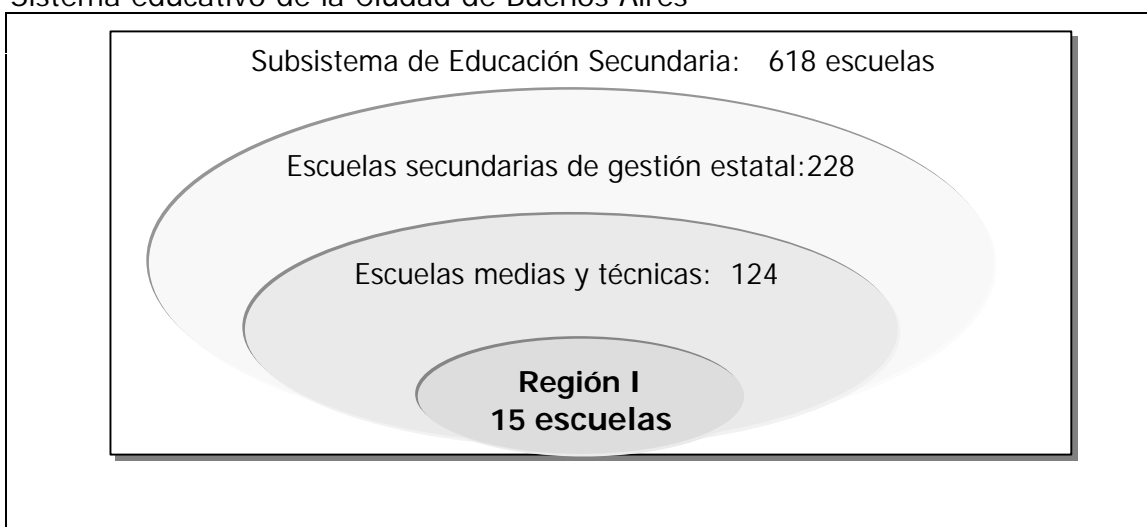 Sistema educativo de la Ciudad de Buenos Aires
Subsistema de Educación Secundaria: 618 escuelas
Escuelas secundarias de gestión estatal:228
Escuelas medias y técnicas: 124
Región I
15 escuelas